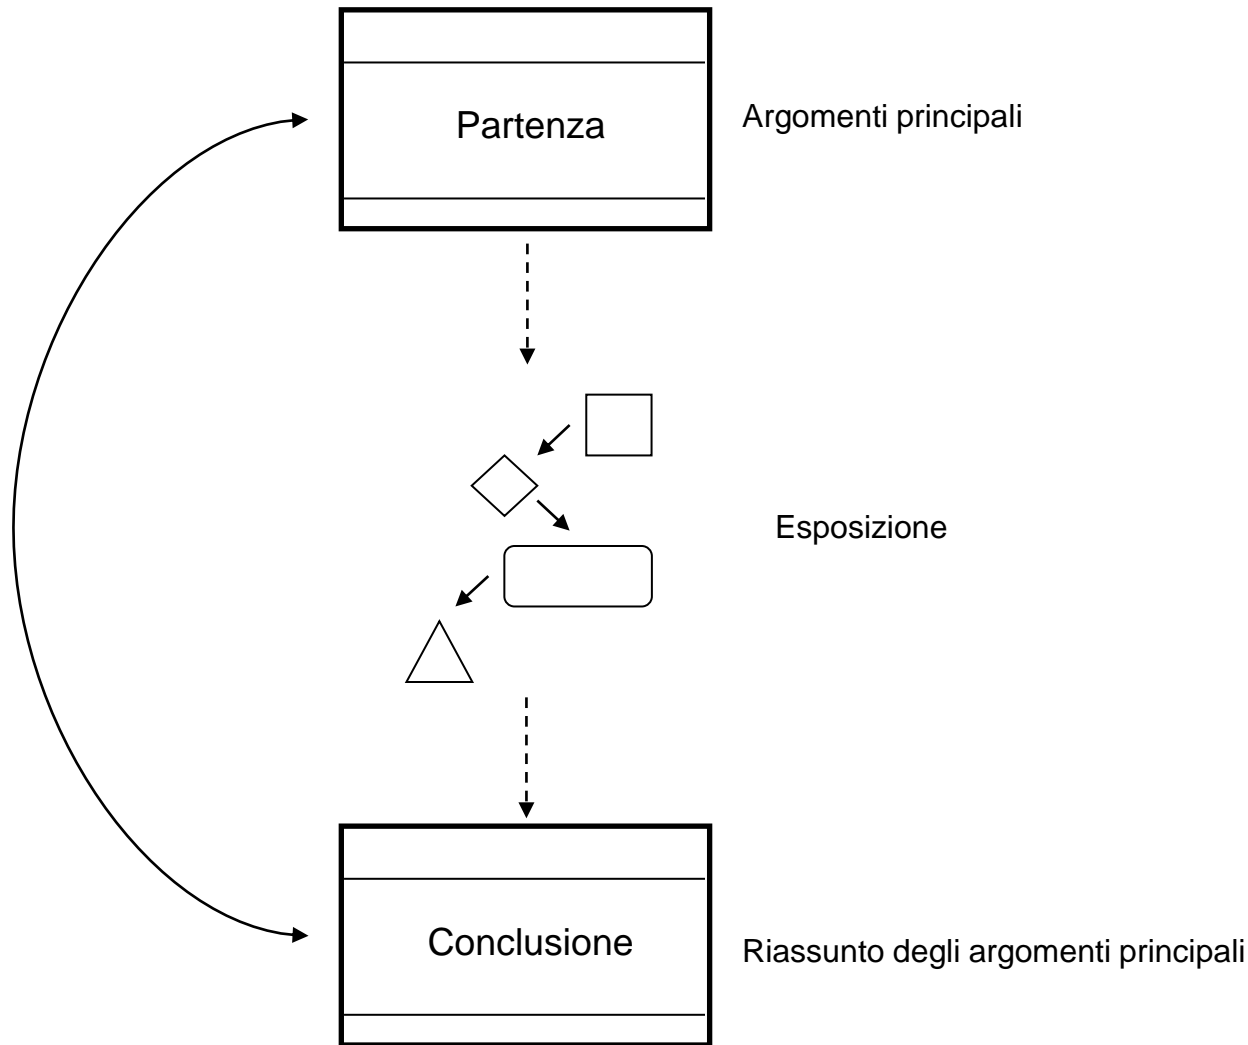 Partenza
Argomenti principali
Esposizione
Conclusione
Riassunto degli argomenti principali